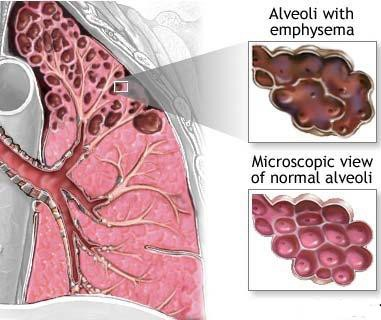 Alveoli with
emphysema
Microscopic view
of normal alveoli